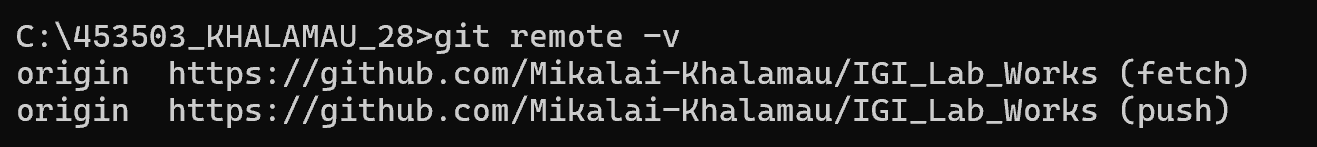 C:\453503_KHALAMAU_28>git remote -v
origin  https://github.com/Mikalai-Khalamau/IGI_Lab_Works (fetch)
origin  https://github.com/Mikalai-Khalamau/IGI_Lab_Works (push)